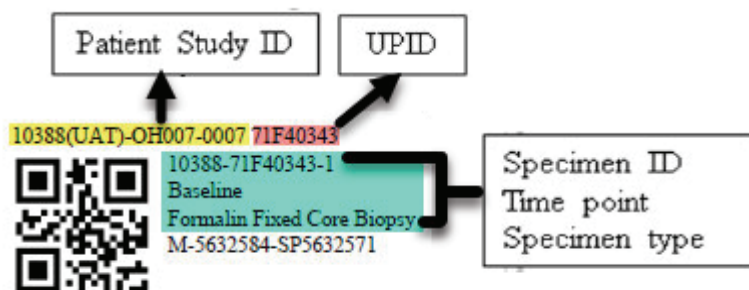 Patient Study ID
UPID
10388(UAT)-OH007-0007 71F40343
10388-71F40343-1
Baseline
Formalin Fixed Core Biopsy
M-5632584-SP5632571
Specimen ID
Time point
Specimen type